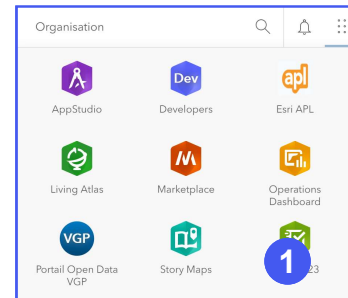 Organisation
Dev
apl
AppStudio
Developers
Esri APL
Living Atlas
Marketplace
Operations
Dashboard
VGP
1
Portail Open Data
VGP
Story Maps
23